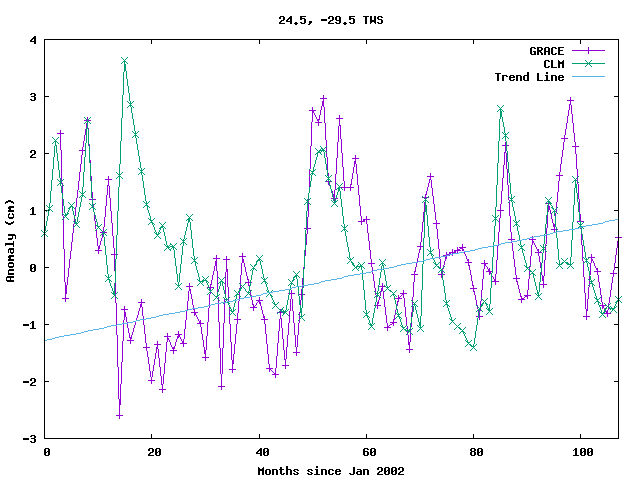 24.5, -29.5 TWS
GRACE
CLM
Trend Line
4
3
2
1
0
-1
-2
-3
Anomaly (cm)
0 20 40 60 80 100
Months since Jan 2002